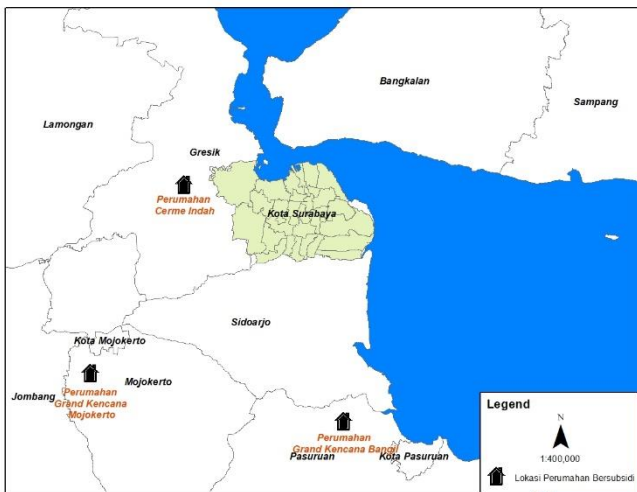 Bangkalan
Sampang
Lamongan
Gresik
Perumahan
Cerme Indah
Kota Surabaya
Sidoarjo
Kota Mojokerto
Jombang
Mojokerto
Perumahan
Grand Kencana
Mojokerto
Perumahan
Grand Kencana Bangil
Pasuruan
Kota Pasuruan
Legend
N
1:400,000
Lokasi Perumahan Bersubsidi